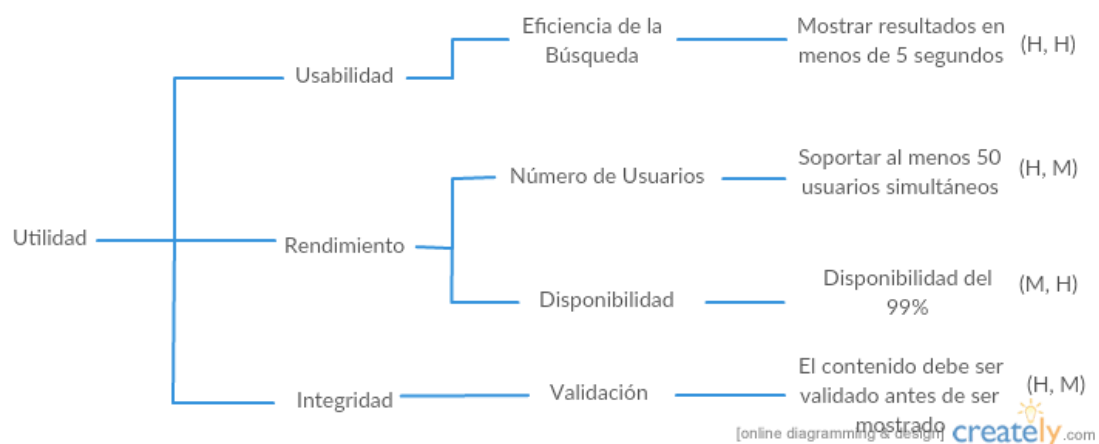 Utilidad
Usabilidad
Eficiencia de la
Búsqueda
Mostrar resultados en
menos de 5 segundos
(H, H)
Rendimiento
Número de Usuarios
Soportar al menos 50
usuarios simultáneos
(H, M)
Disponibilidad
Disponibilidad del
99%
(M, H)
Integridad
Validación
El contenido debe ser
validado antes de ser
mostrado
(H, M)
[online diagramming & design]
creately.com